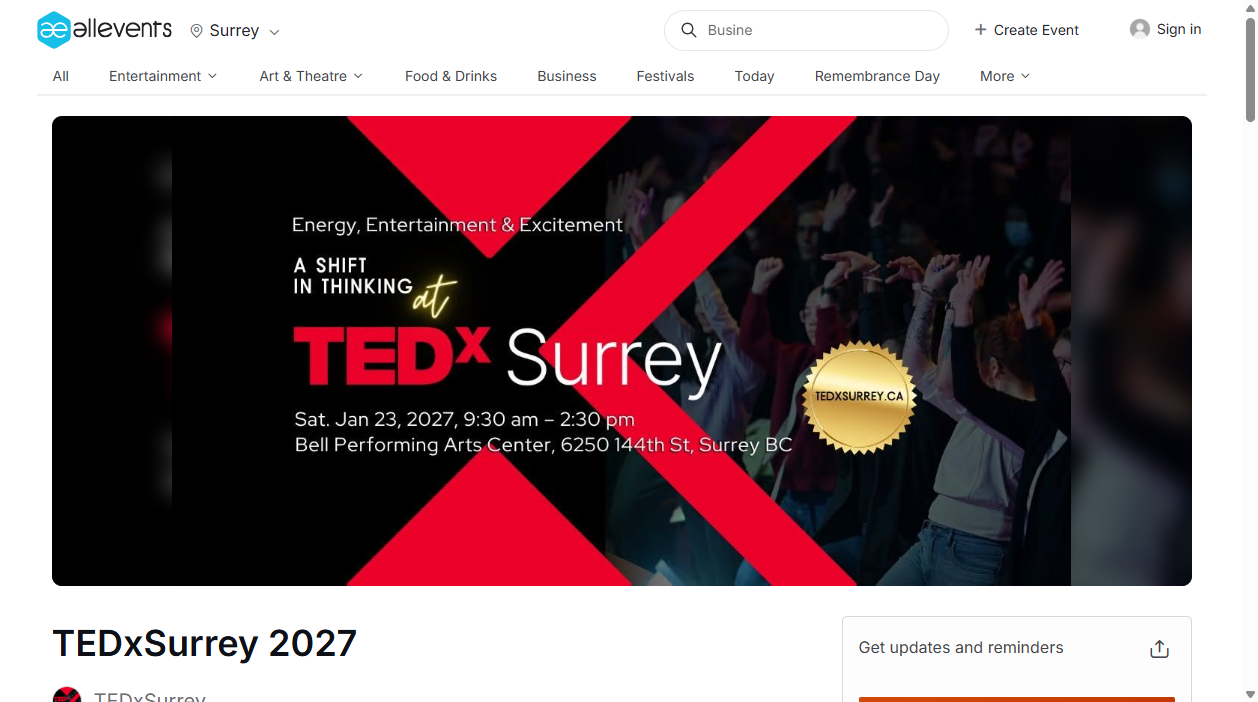 allevents
Surrey
Busine
Create Event
Sign in
All
Entertainment
Art & Theatre
Food & Drinks
Business
Festivals
Today
Remembrance Day
More
Energy, Entertainment & Excitement
A SHIFT
IN THINKING
at
TEDx Surrey
Sat. Jan 23, 2027, 9:30 am – 2:30 pm
Bell Performing Arts Center, 6250 144th St, Surrey BC
TEDXSURREY.CA
TEDxSurrey 2027
Get updates and reminders
TEDxSurrey